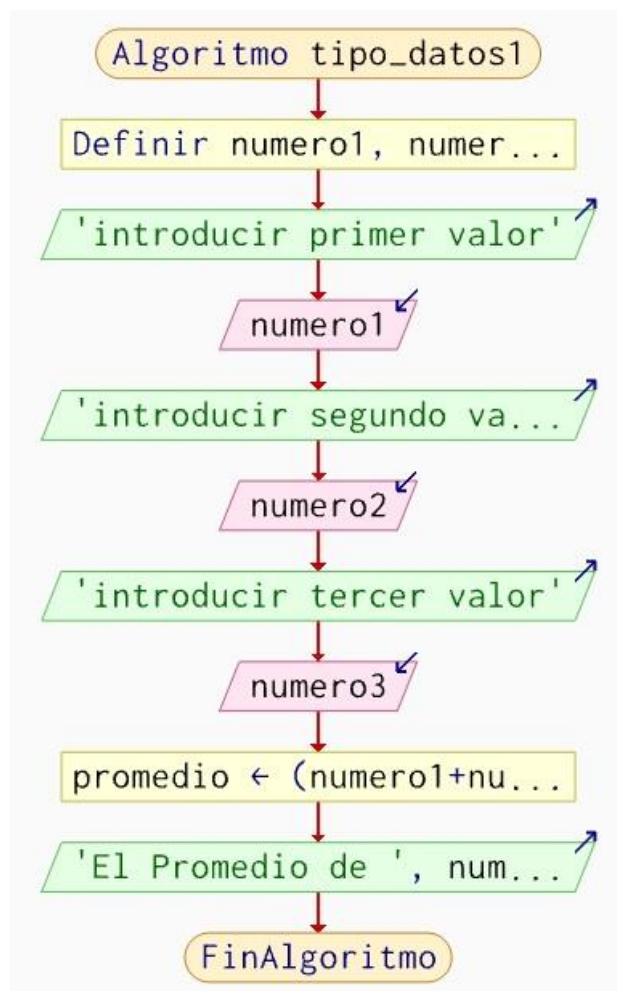 Algoritmo tipo_datos1
Definir numero1, numer...
'introducir primer valor'
numero1
'introducir segundo va...
numero2
'introducir tercer valor'
numero3
promedio ← (numero1+nu...
'El Promedio de ', num...
FinAlgoritmo